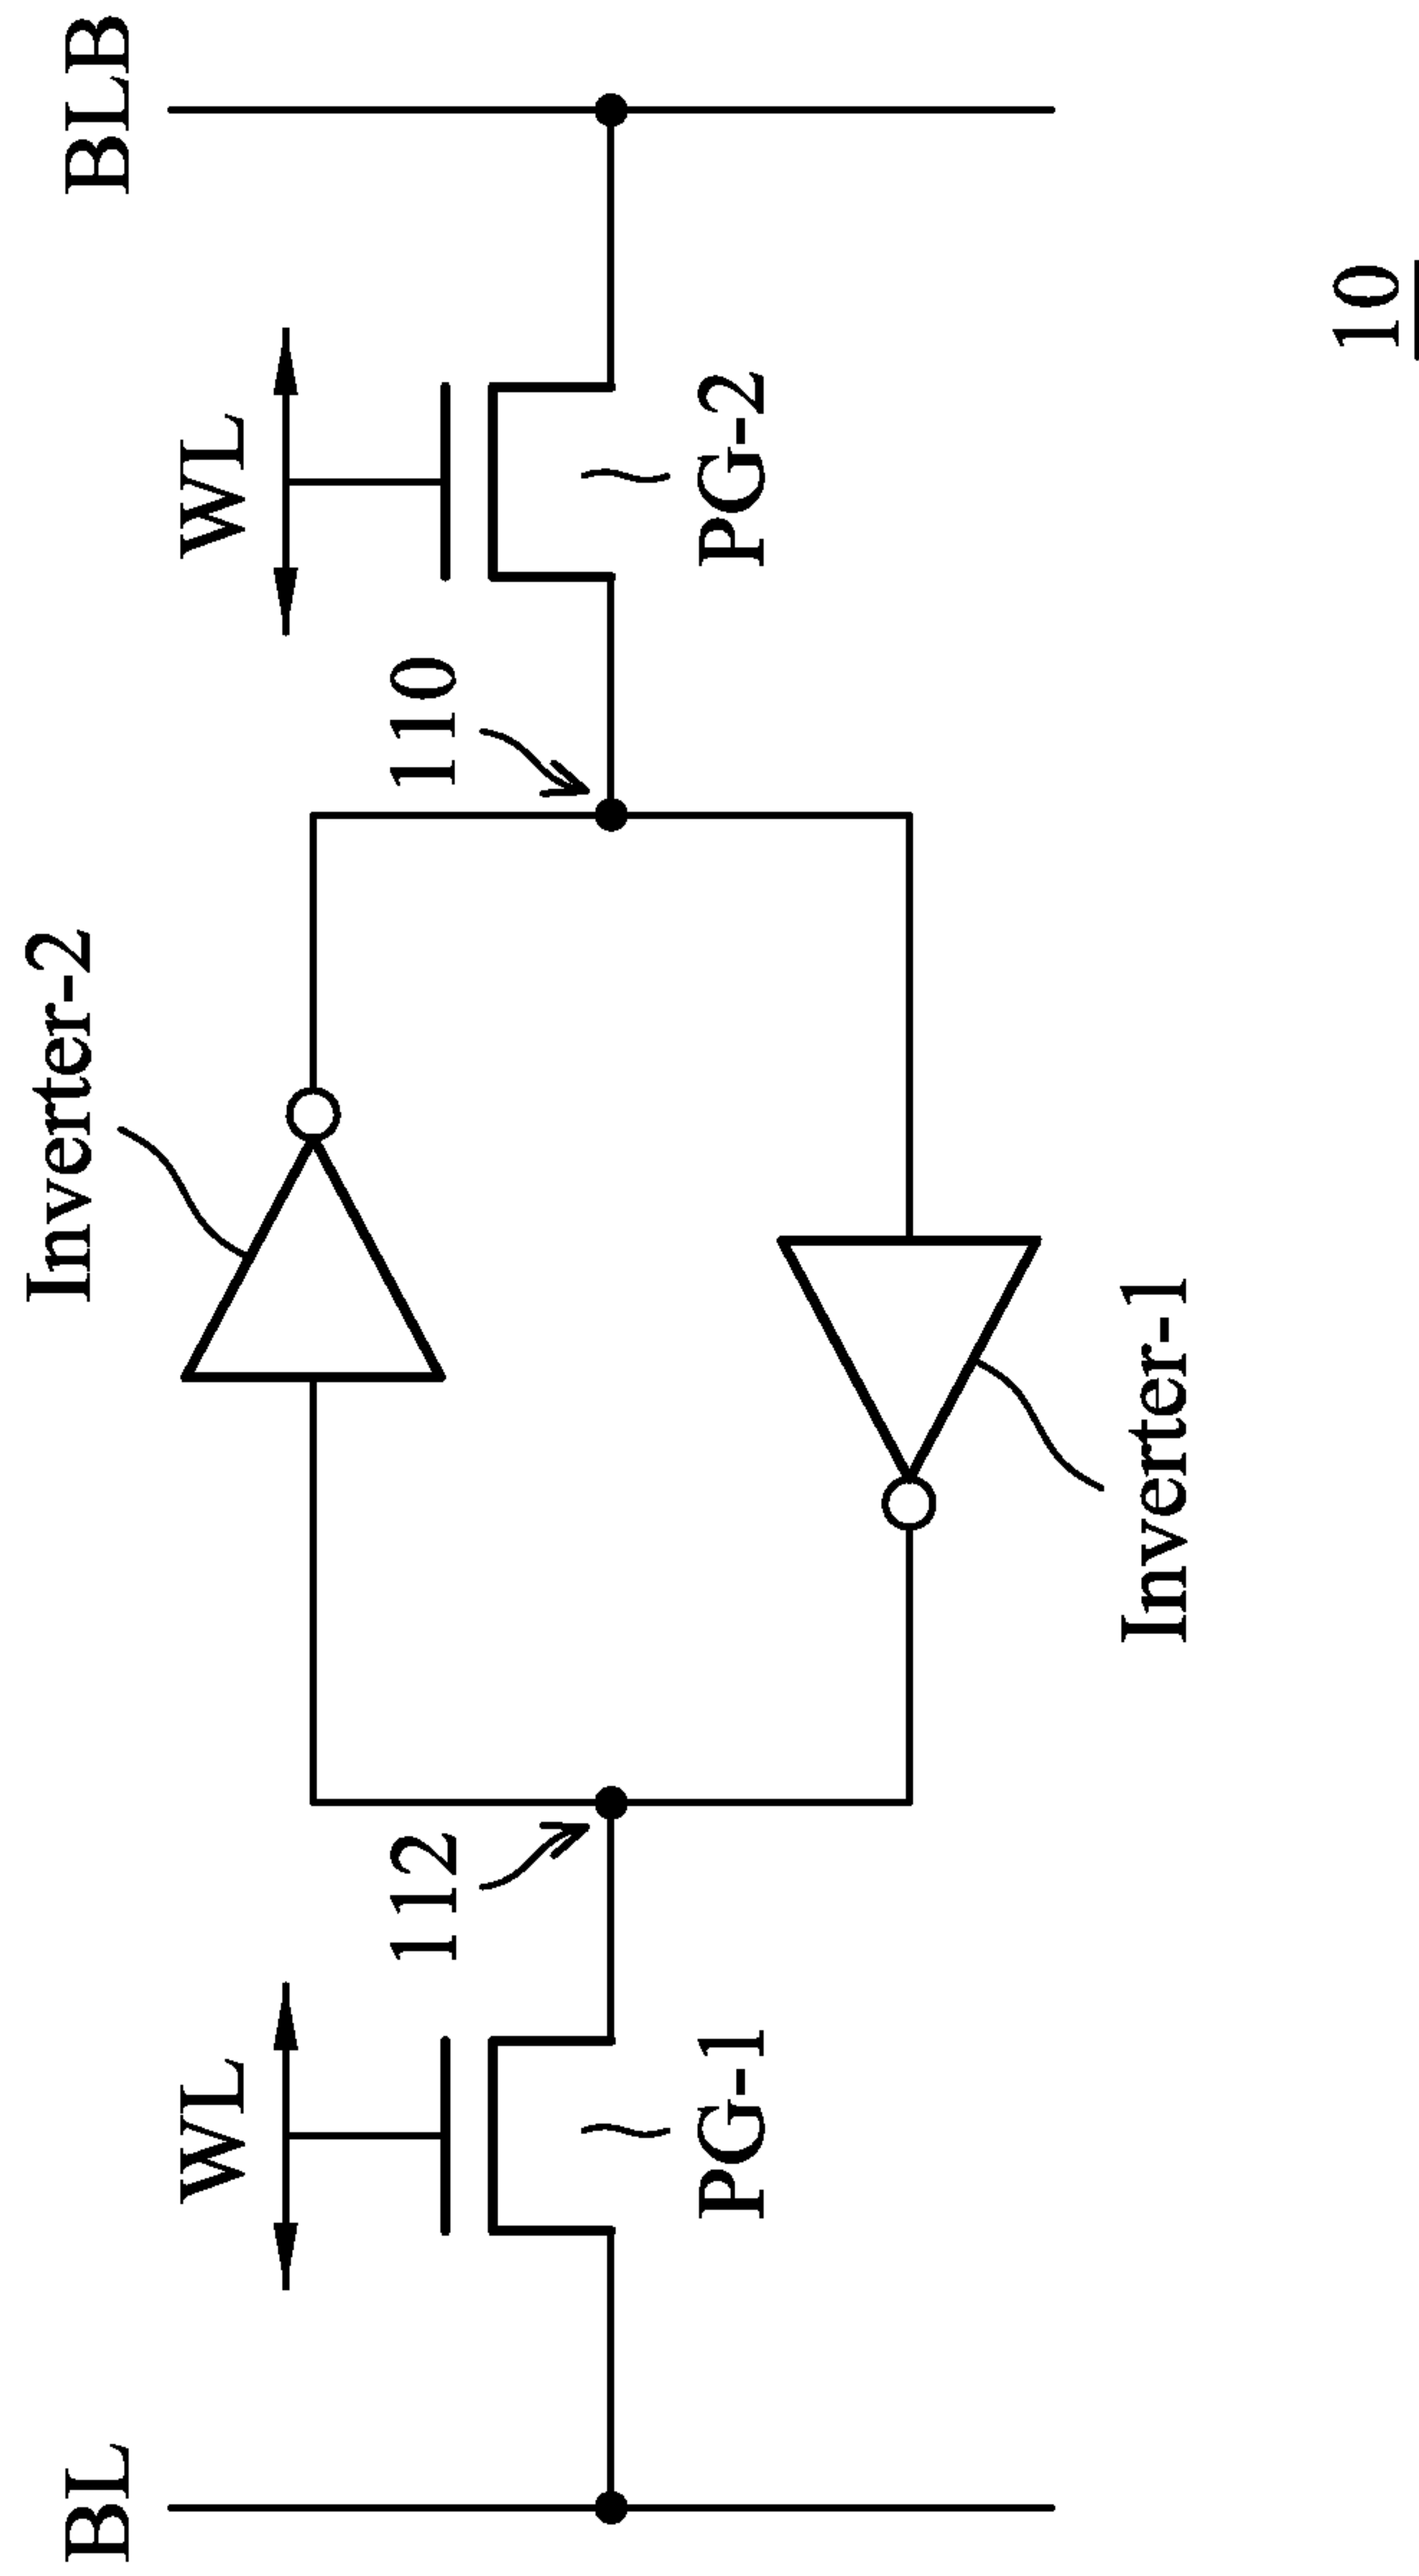 BL
BLB
WL
WL
Inverter-2
112
110
PG-1
PG-2
Inverter-1
10